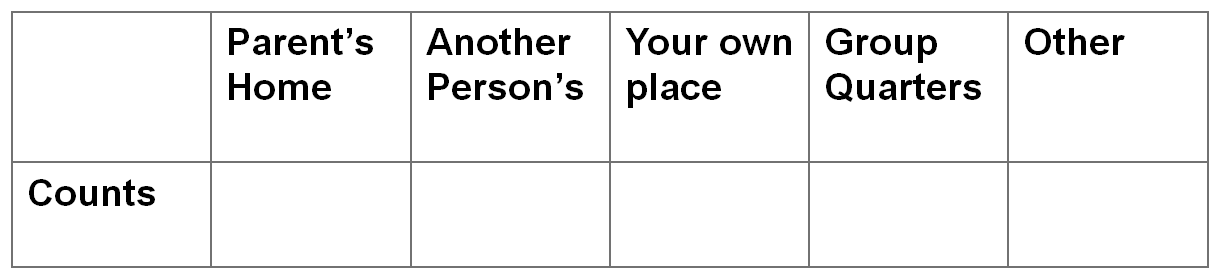 Parent’s Home
Another Person’s
Your own place
Group Quarters
Other
Counts